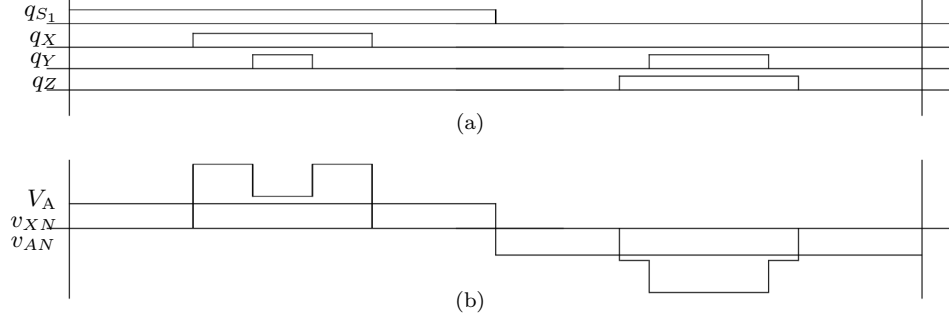 q_{S_1}
q_X
q_Y
q_Z
(a)
V_A
v_{XN}
v_{AN}
(b)